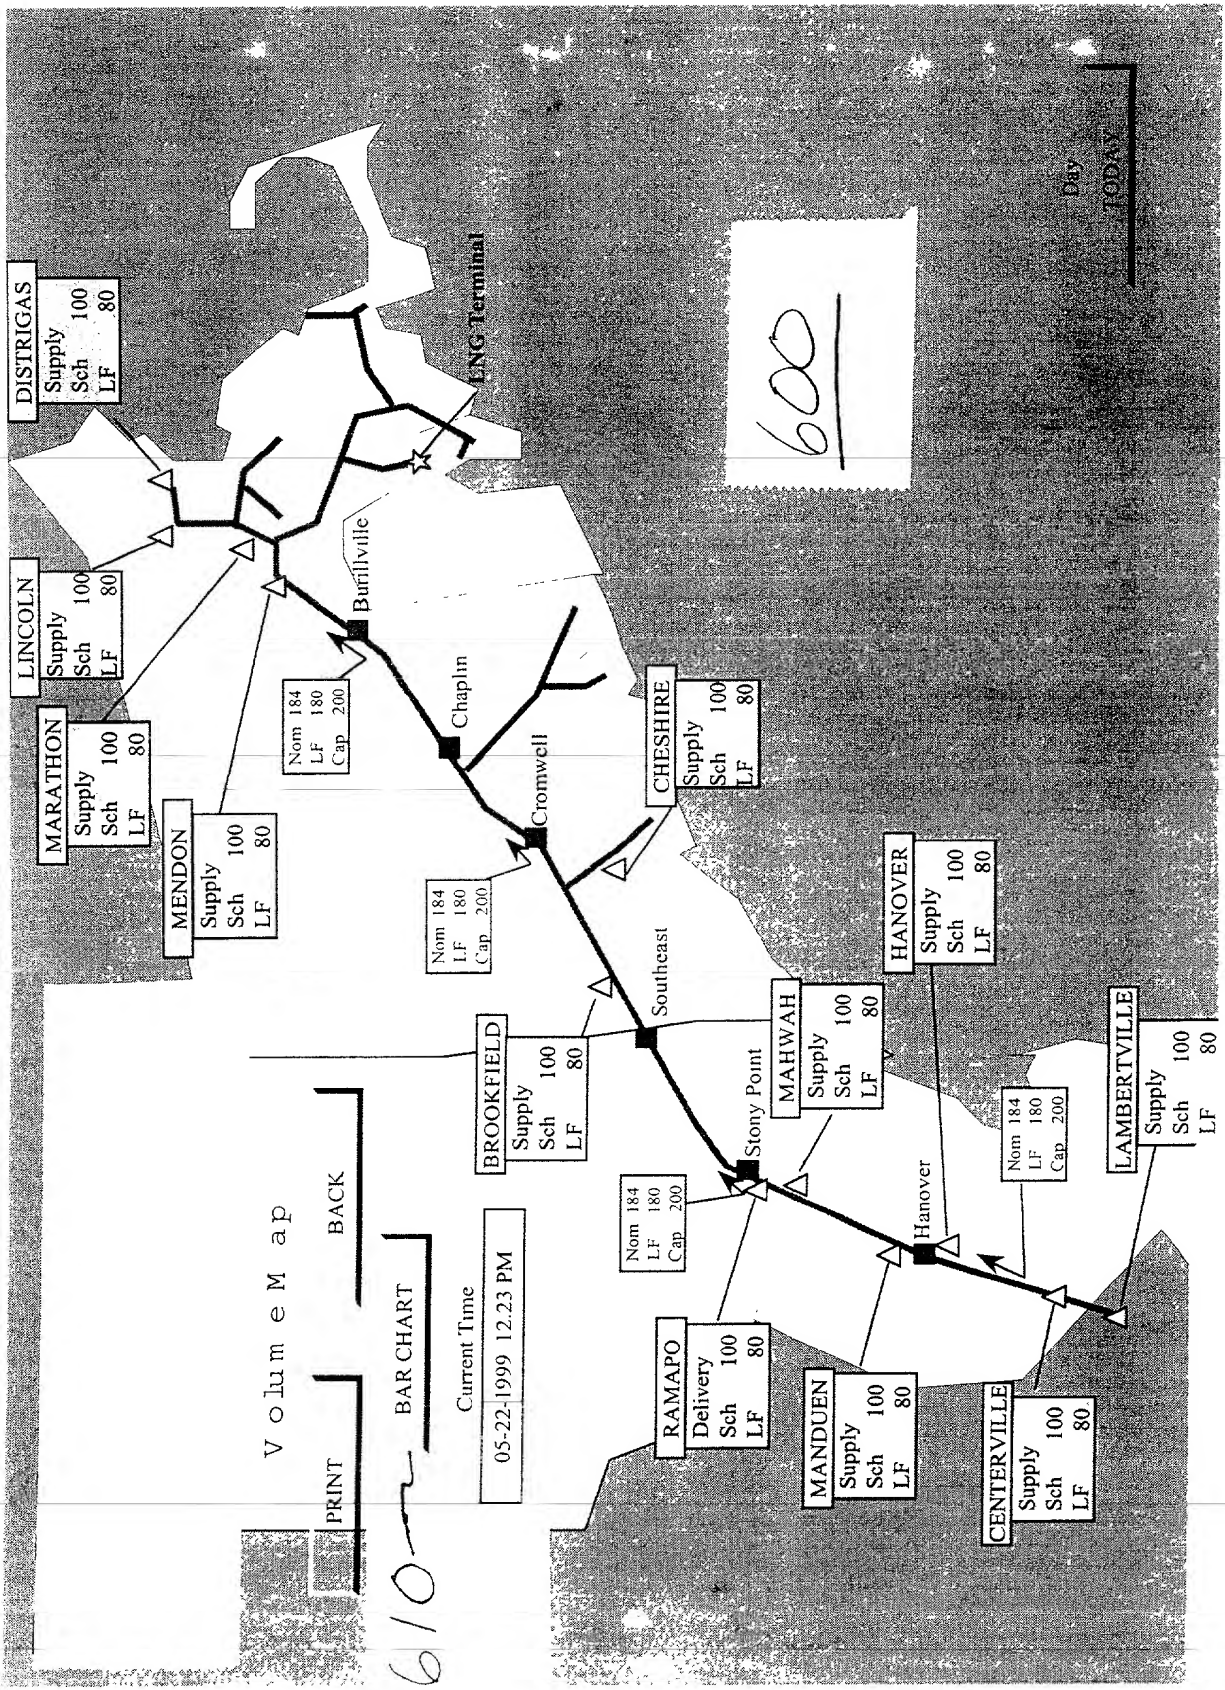 Volume Map
PRINT
BACK
BAR CHART
610
Current Time
05-22-1999 12.23 PM
DISTRIGAS
Supply
Sch 100
LF 80
LINCOLN
Supply
Sch 100
LF 80
MARATHON
Supply
Sch 100
LF 80
MENDON
Supply
Sch 100
LF 80
Nom 184
LF 180
Cap 200
Burillville
LNG Terminal
Chaplin
Nom 184
LF 180
Cap 200
Cromwell
CHESHIRE
Supply
Sch 100
LF 80
BROOKFIELD
Supply
Sch 100
LF 80
Southeast
Nom 184
LF 180
Cap 200
Stony Point
MAHWAH
Supply
Sch 100
LF 80
RAMAPO
Delivery
Sch 100
LF 80
HANOVER
Supply
Sch 100
LF 80
Hanover
MANDUEN
Supply
Sch 100
LF 80
Nom 184
LF 180
Cap 200
CENTERVILLE
Supply
Sch 100
LF 80
LAMBERTVILLE
Supply
Sch 100
LF 80
600
Day
TODAY